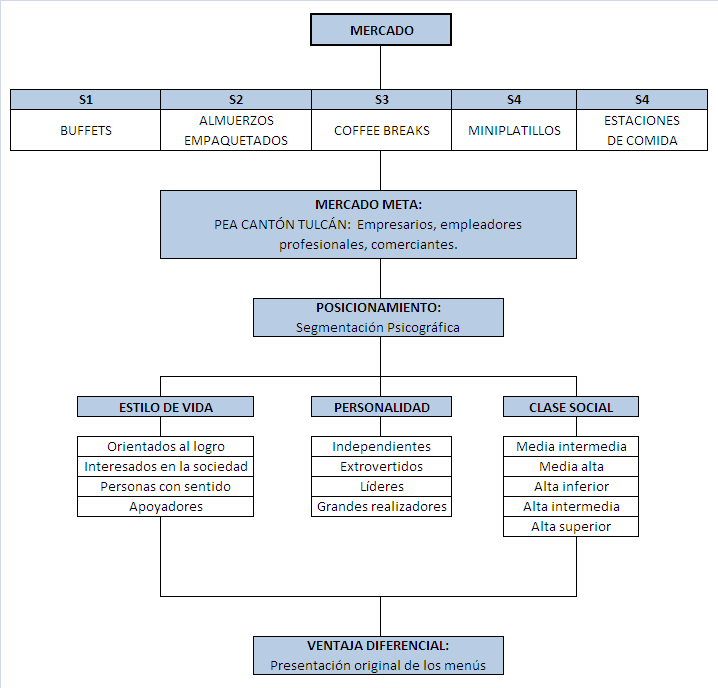 MERCADO
S1
S2
S3
S4
S4
BUFFETS
ALMUERZOS
EMPAQUETADOS
COFFEE BREAKS
MINIPLATILLOS
ESTACIONES
DE COMIDA
MERCADO META:
PEA CANTÓN TULCÁN: Empresarios, empleadores
profesionales, comerciantes.
POSICIONAMIENTO:
Segmentación Psicográfica
ESTILO DE VIDA
Orientados al logro
Interesados en la sociedad
Personas con sentido
Apoyadores
PERSONALIDAD
Independientes
Extrovertidos
Líderes
Grandes realizadores
CLASE SOCIAL
Media intermedia
Media alta
Alta inferior
Alta intermedia
Alta superior
VENTAJA DIFERENCIAL:
Presentación original de los menús